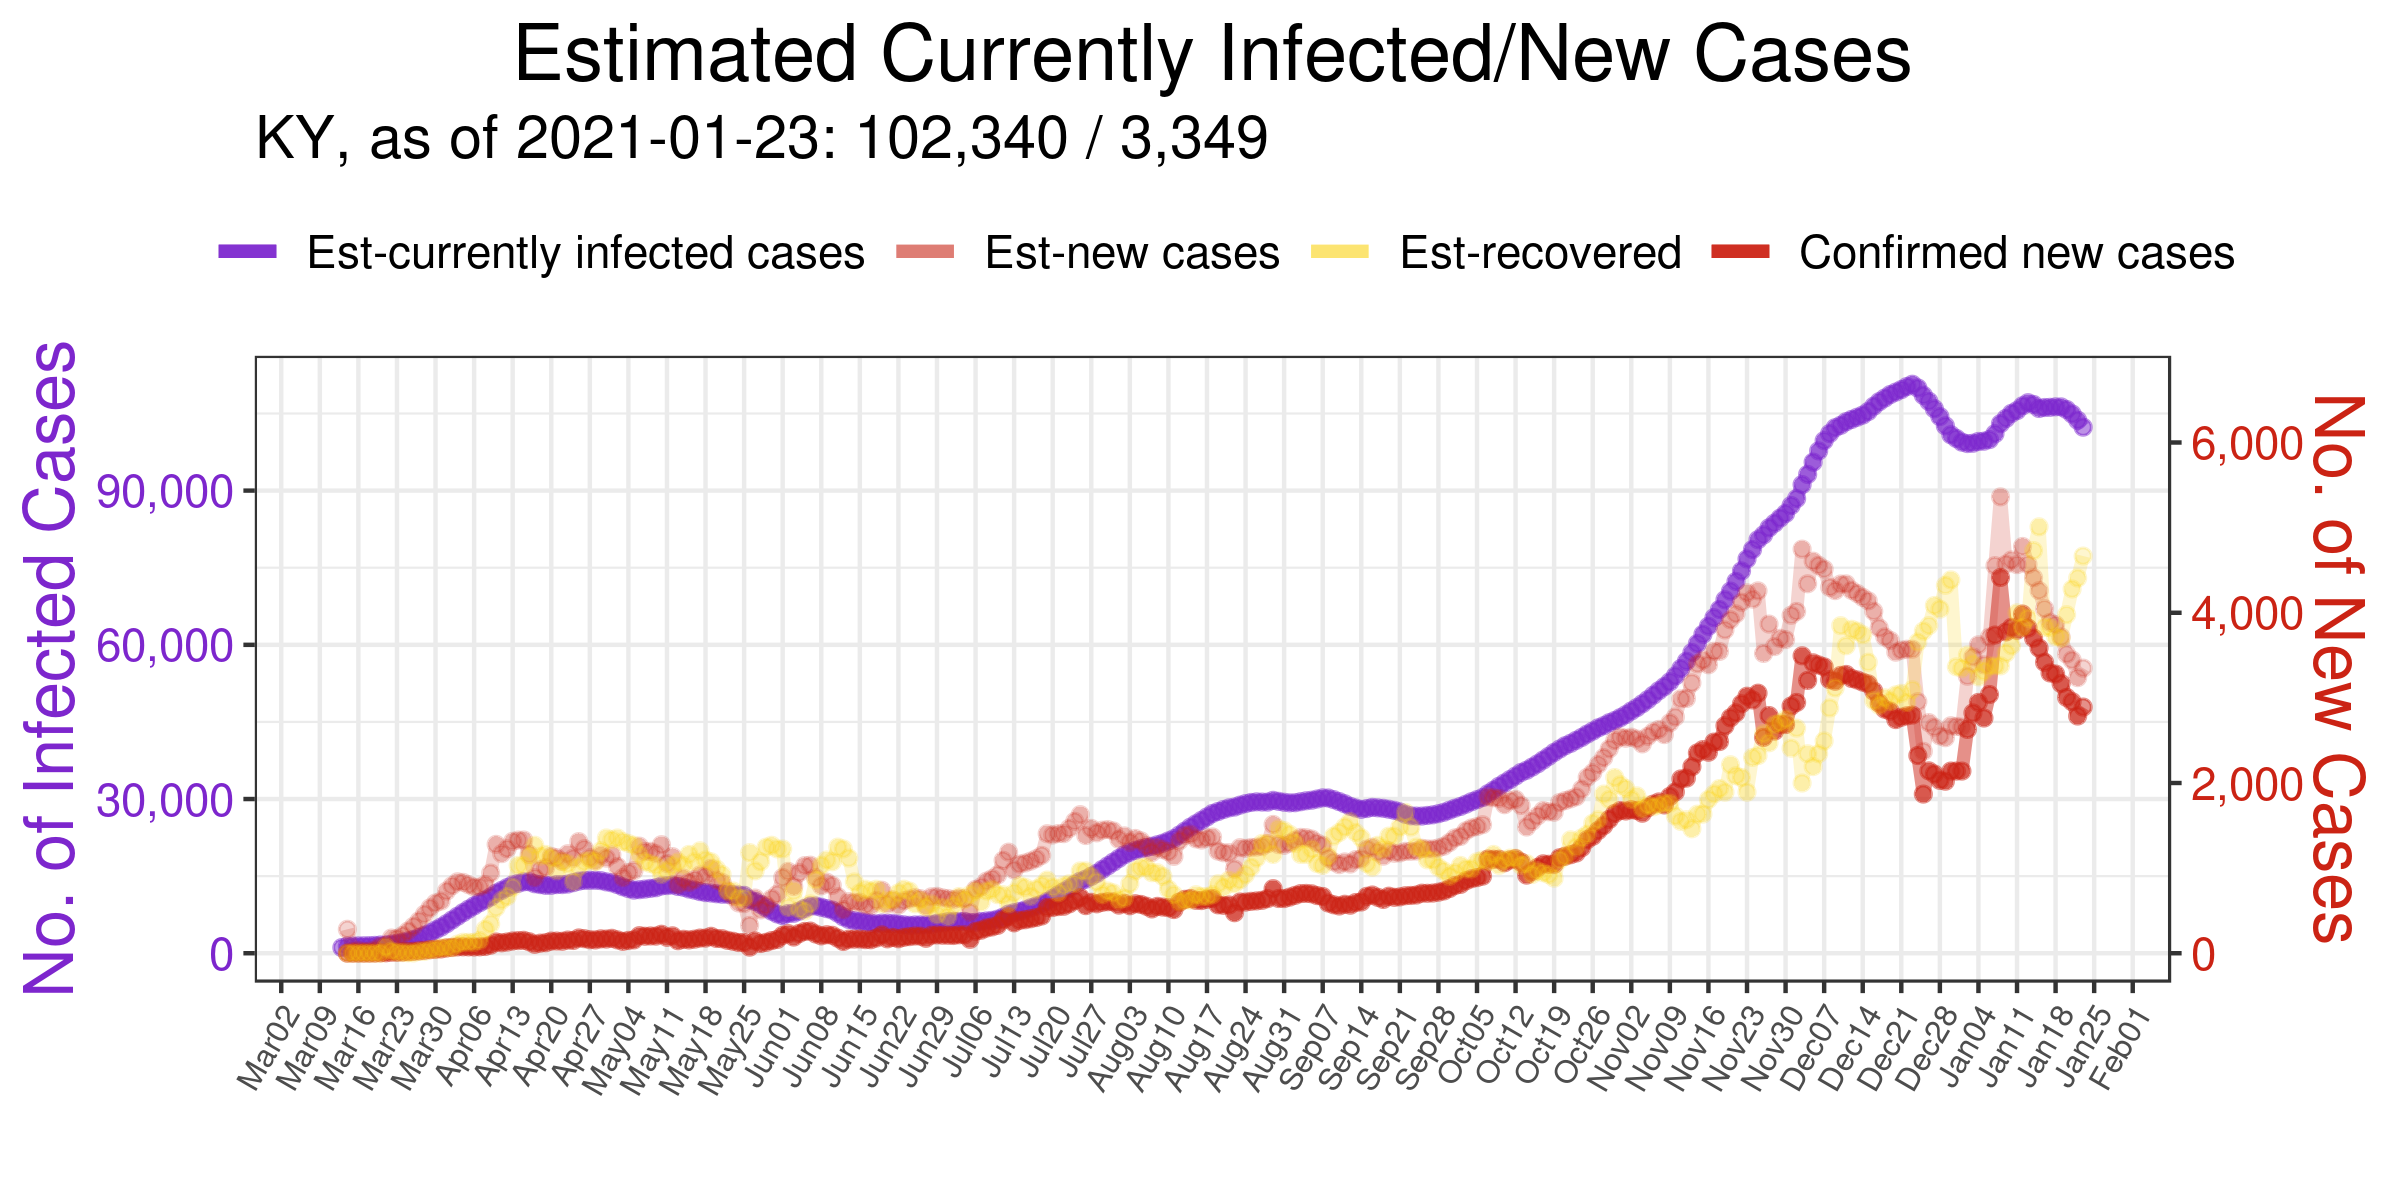 Estimated Currently Infected/New Cases
KY, as of 2021-01-23: 102,340 / 3,349
Est-currently infected cases Est-new cases Est-recovered Confirmed new cases
No. of Infected Cases
90,000
60,000
30,000
0
6,000
4,000
2,000
0
No. of New Cases
Mar02 Mar09 Mar16 Mar23 Mar30 Apr06 Apr13 Apr20 Apr27 May04 May11 May18 May25 Jun01 Jun08 Jun15 Jun22 Jun29 Jul06 Jul13 Jul20 Jul27 Aug03 Aug10 Aug17 Aug24 Aug31 Sep07 Sep14 Sep21 Sep28 Oct05 Oct12 Oct19 Oct26 Nov02 Nov09 Nov16 Nov23 Nov30 Dec07 Dec14 Dec21 Dec28 Jan04 Jan11 Jan18 Jan25 Feb01